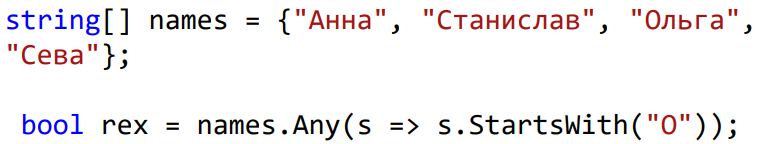 string[] names = {"Анна", "Станислав", "Ольга",
"Сева"};
bool rex = names.Any(s => s.StartsWith("О"));